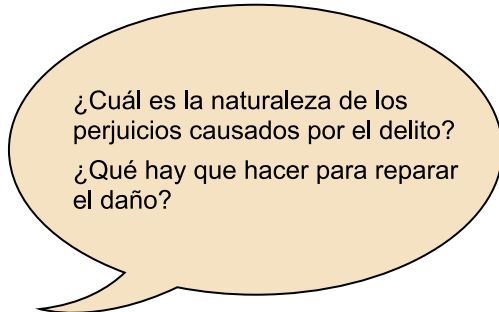 ¿Cuál es la naturaleza de los
perjuicios causados por el delito?
¿Qué hay que hacer para reparar
el daño?